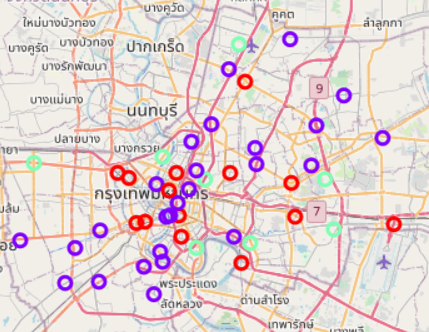 บางคูวัด
คูคต
ลำลูกกา
ใหม่บางบัวทอง
บางบัวทอง
บางคูรัด
ปากเกร็ด
บางรักพัฒนา
9
บางแม่นาง
นนทบุรี
ปลายบาง
บางกรวย
กรุงเทพมหานคร
7
พระประแดง
ลัดหลวง
ด่านสำโรง
เทพารักษ์